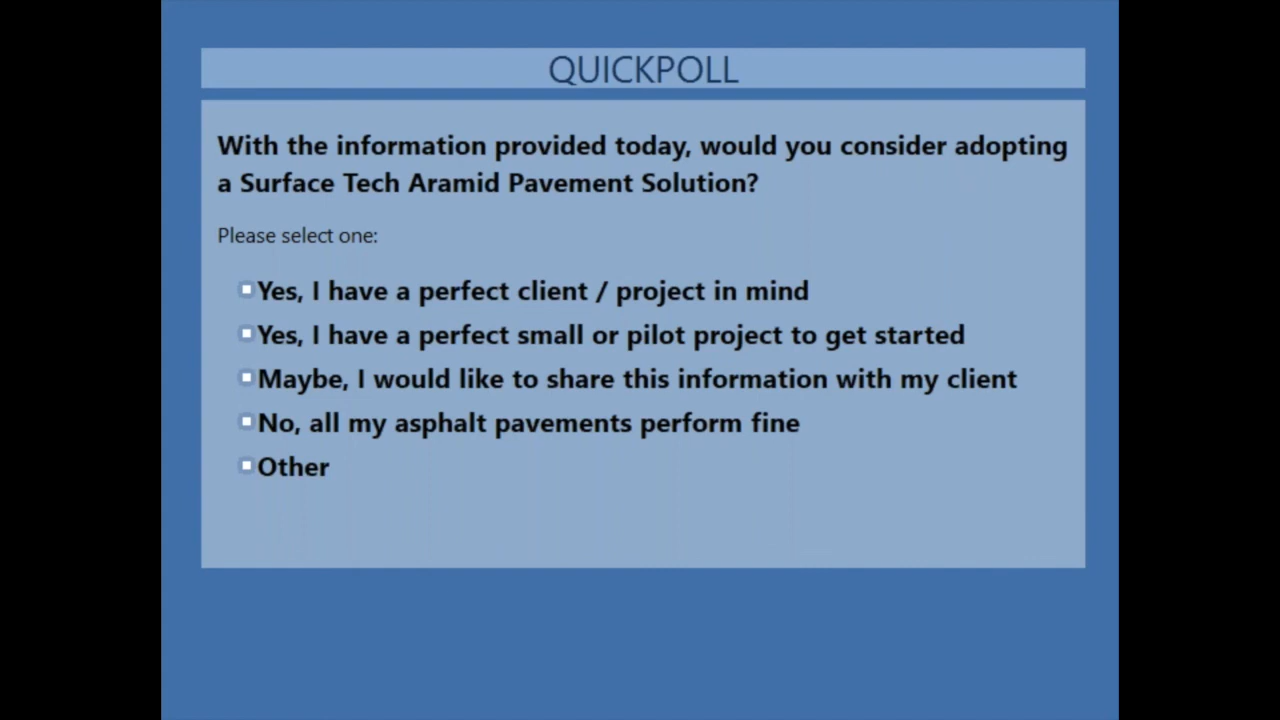 QUICKPOLL
With the information provided today, would you consider adopting
a Surface Tech Aramid Pavement Solution?
Please select one:
Yes, I have a perfect client / project in mind
Yes, I have a perfect small or pilot project to get started
Maybe, I would like to share this information with my client
No, all my asphalt pavements perform fine
Other